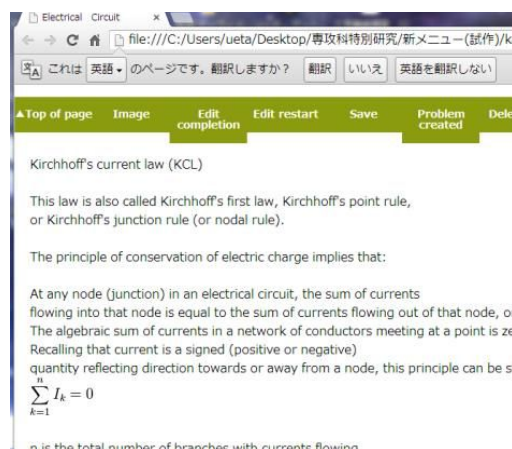 Electrical Circuit ×
file:///C:/Users/ueta/Desktop/専攻科特別研究/新メニュー(試作)/k
これは 英語 のページです。翻訳しますか？ 翻訳 いいえ 英語を翻訳しない
▲Top of page Image Edit completion Edit restart Save Problem created Dele
Kirchhoff's current law (KCL)
This law is also called Kirchhoff's first law, Kirchhoff's point rule,
or Kirchhoff's junction rule (or nodal rule).
The principle of conservation of electric charge implies that:
At any node (junction) in an electrical circuit, the sum of currents
flowing into that node is equal to the sum of currents flowing out of that node, o
The algebraic sum of currents in a network of conductors meeting at a point is ze
Recalling that current is a signed (positive or negative)
quantity reflecting direction towards or away from a node, this principle can be s
n
∑ I_k = 0
k=1
n is the total number of branches with currents flowing